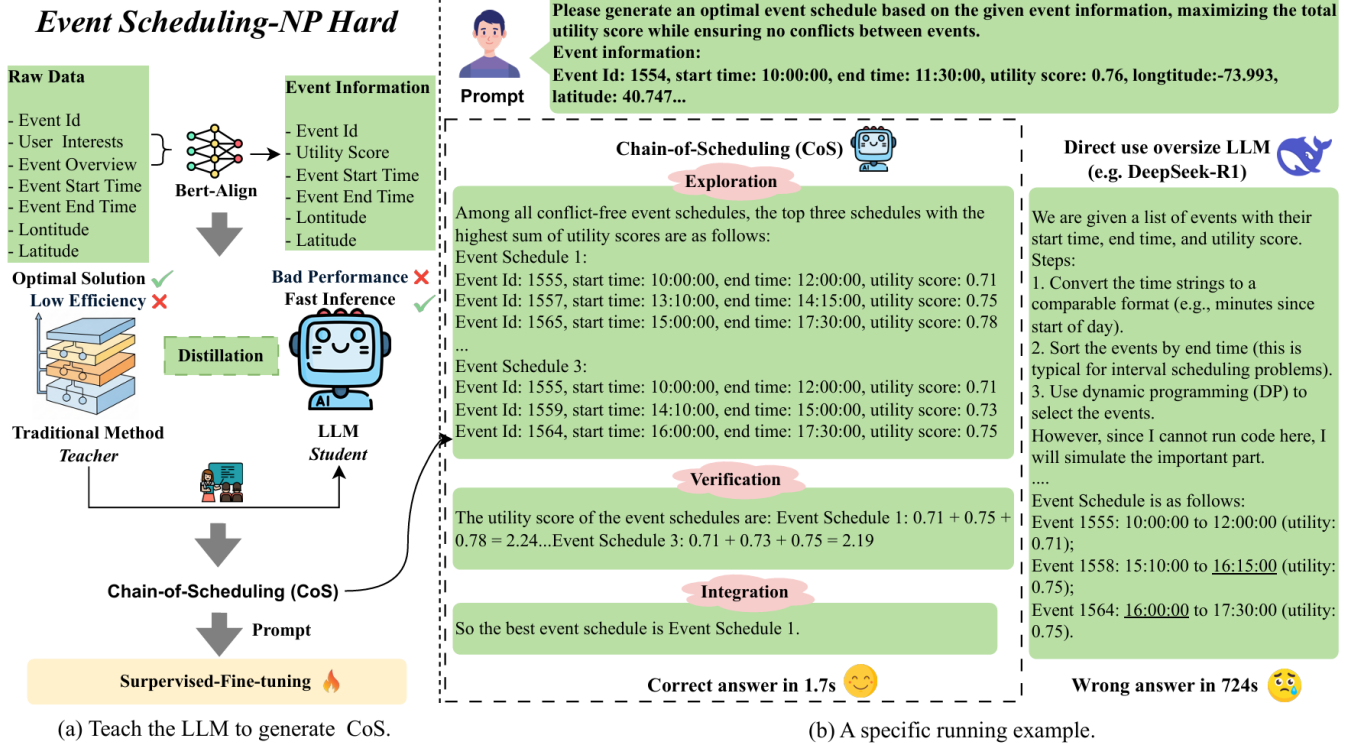 Event Scheduling-NP Hard
Raw Data
- Event Id
- User Interests
- Event Overview
- Event Start Time
- Event End Time
- Lontitude
- Latitude
Bert-Align
Event Information
- Event Id
- Utility Score
- Event Start Time
- Event End Time
- Lontitude
- Latitude
Optimal Solution
Low Efficiency
Bad Performance
Fast Inference
Distillation
AI
Traditional Method
Teacher
LLM
Student
Chain-of-Scheduling (CoS)
Prompt
Surpervised-Fine-tuning
(a) Teach the LLM to generate CoS.
Prompt
Please generate an optimal event schedule based on the given event information, maximizing the total
utility score while ensuring no conflicts between events.
Event information:
Event Id: 1554, start time: 10:00:00, end time: 11:30:00, utility score: 0.76, longtitude:-73.993,
latitude: 40.747...
Chain-of-Scheduling (CoS)
AI
Exploration
Among all conflict-free event schedules, the top three schedules with the
highest sum of utility scores are as follows:
Event Schedule 1:
Event Id: 1555, start time: 10:00:00, end time: 12:00:00, utility score: 0.71
Event Id: 1557, start time: 13:10:00, end time: 14:15:00, utility score: 0.75
Event Id: 1565, start time: 15:00:00, end time: 17:30:00, utility score: 0.78
...
Event Schedule 3:
Event Id: 1555, start time: 10:00:00, end time: 12:00:00, utility score: 0.71
Event Id: 1559, start time: 14:10:00, end time: 15:00:00, utility score: 0.73
Event Id: 1564, start time: 16:00:00, end time: 17:30:00, utility score: 0.75
Verification
The utility score of the event schedules are: Event Schedule 1: 0.71 + 0.75 +
0.78 = 2.24...Event Schedule 3: 0.71 + 0.73 + 0.75 = 2.19
Integration
So the best event schedule is Event Schedule 1.
Correct answer in 1.7s
Direct use oversize LLM
(e.g. DeepSeek-R1)
We are given a list of events with their
start time, end time, and utility score.
Steps:
1. Convert the time strings to a
comparable format (e.g., minutes since
start of day).
2. Sort the events by end time (this is
typical for interval scheduling problems).
3. Use dynamic programming (DP) to
select the events.
However, since I cannot run code here, I
will simulate the important part.
....
Event Schedule is as follows:
Event 1555: 10:00:00 to 12:00:00 (utility:
0.71);
Event 1558: 15:10:00 to 16:15:00 (utility:
0.75);
Event 1564: 16:00:00 to 17:30:00 (utility:
0.75).
Wrong answer in 724s
(b) A specific running example.